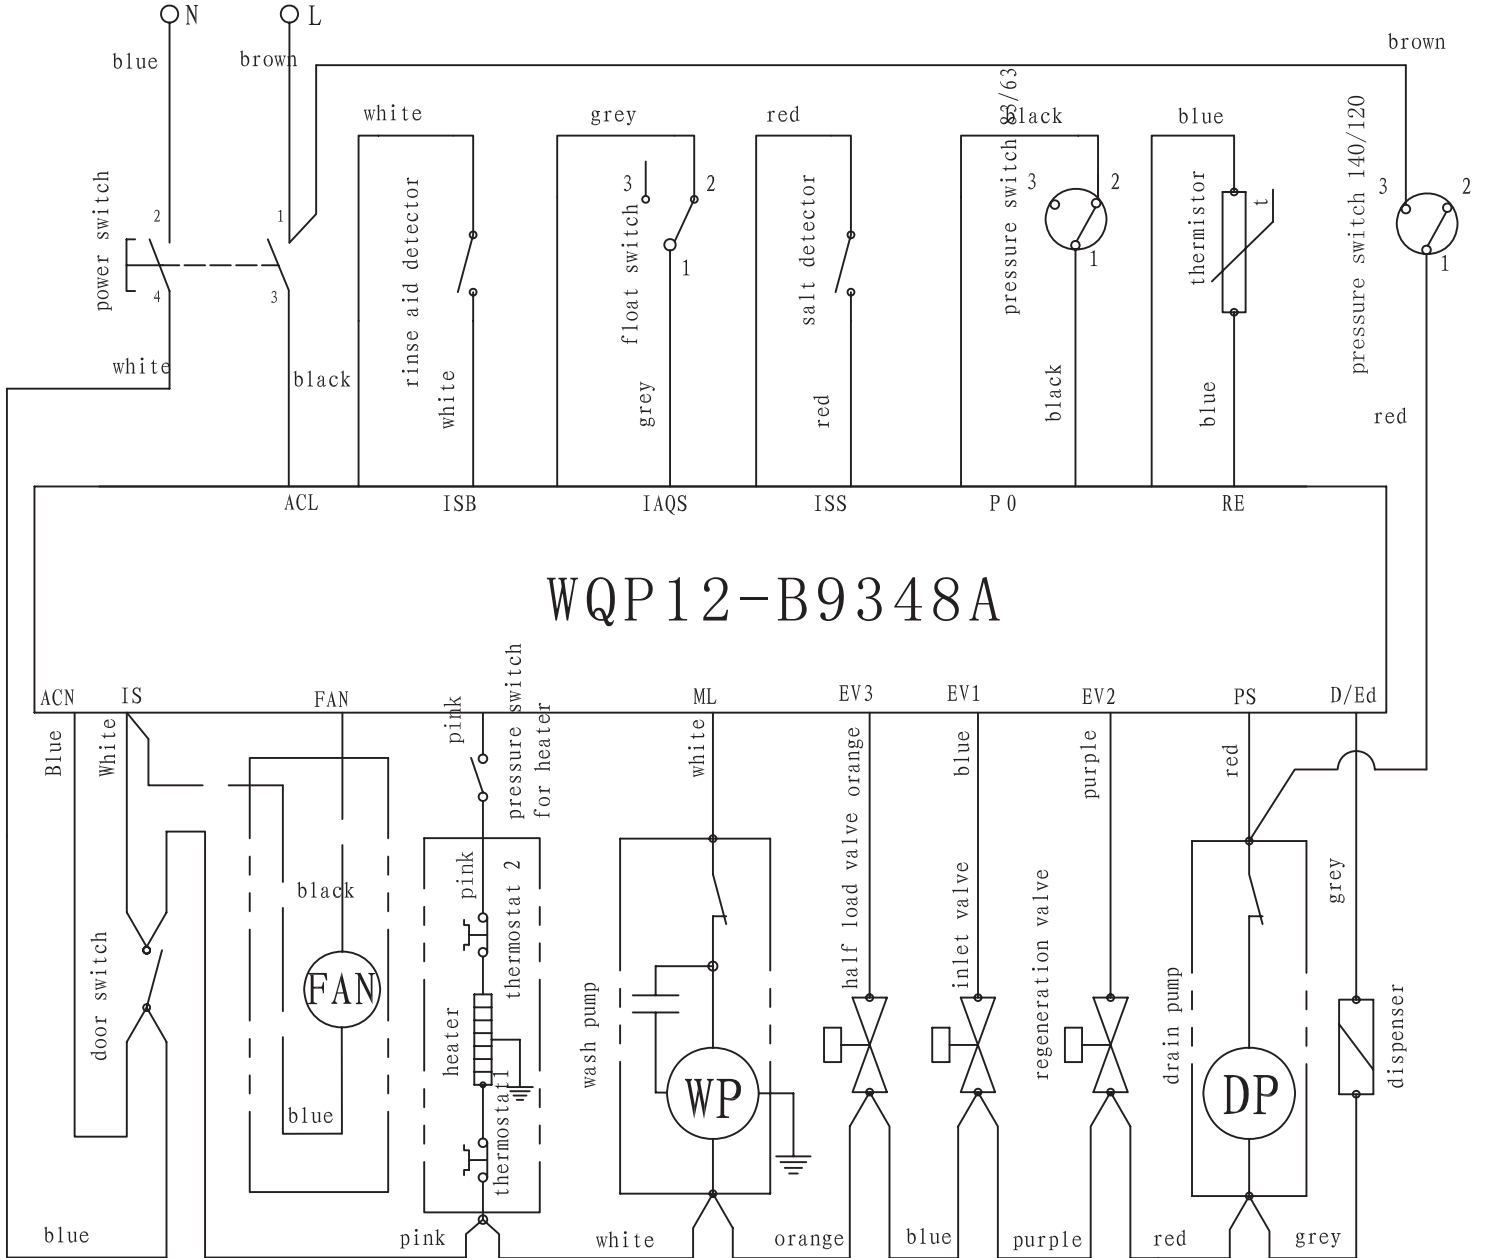 N
L
blue
brown
brown
white
grey
red
black
blue
pressure switch 83/63
pressure switch 140/120
power switch
2
4
1
3
rinse aid detector
float switch
3
2
1
salt detector
3
2
1
thermistor
t
3
2
1
white
black
white
grey
red
black
blue
red
ACL
ISB
IAQS
ISS
P0
RE
WQP12-B9348A
ACN
IS
FAN
ML
EV3
EV1
EV2
PS
D/Ed
Blue
White
pink
pressure switch
for heater
white
half load valve orange
blue
purple
red
black
pink
thermostat 2
inlet valve
regeneration valve
grey
door switch
FAN
heater
wash pump
drain pump
dispenser
WP
DP
blue
thermostat1
blue
pink
white
orange
blue
purple
red
grey